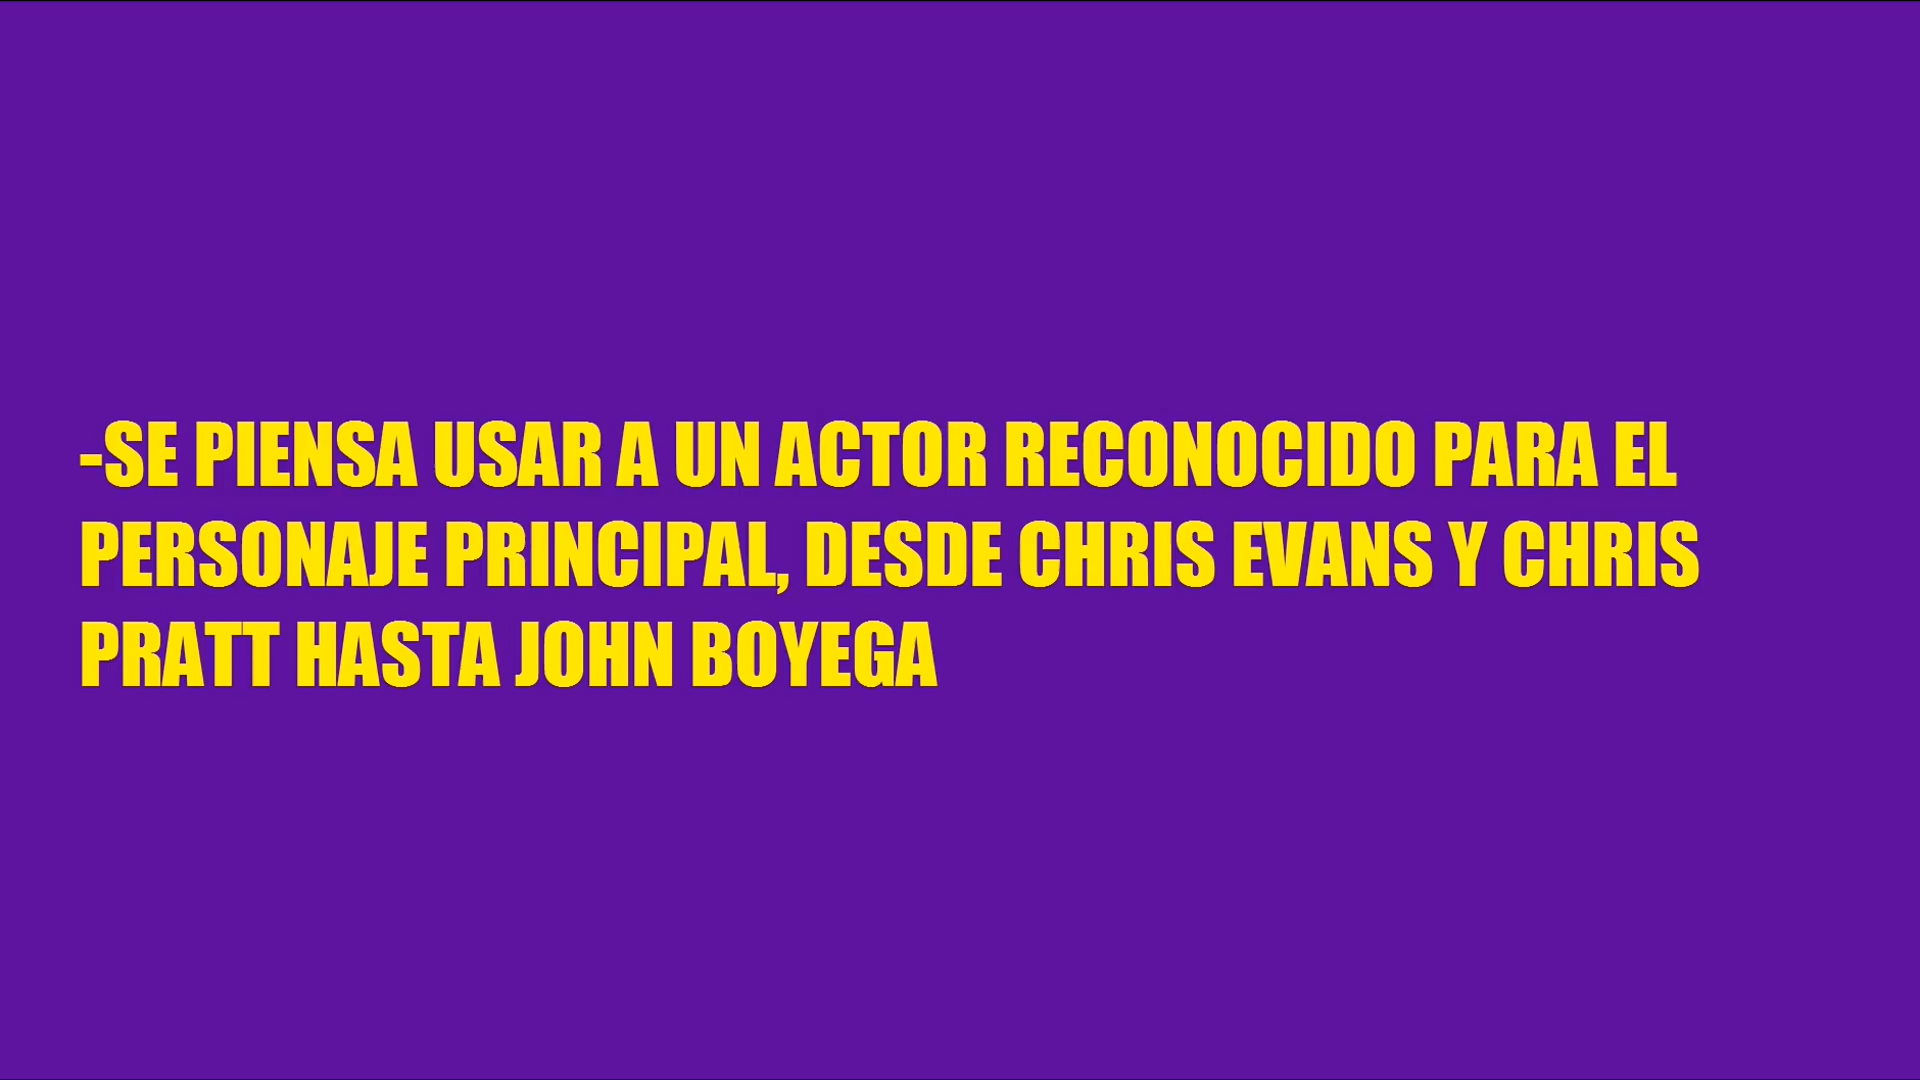 -SE PIENSA USAR A UN ACTOR RECONOCIDO PARA EL
PERSONAJE PRINCIPAL, DESDE CHRIS EVANS Y CHRIS
PRATT HASTA JOHN BOYEGA